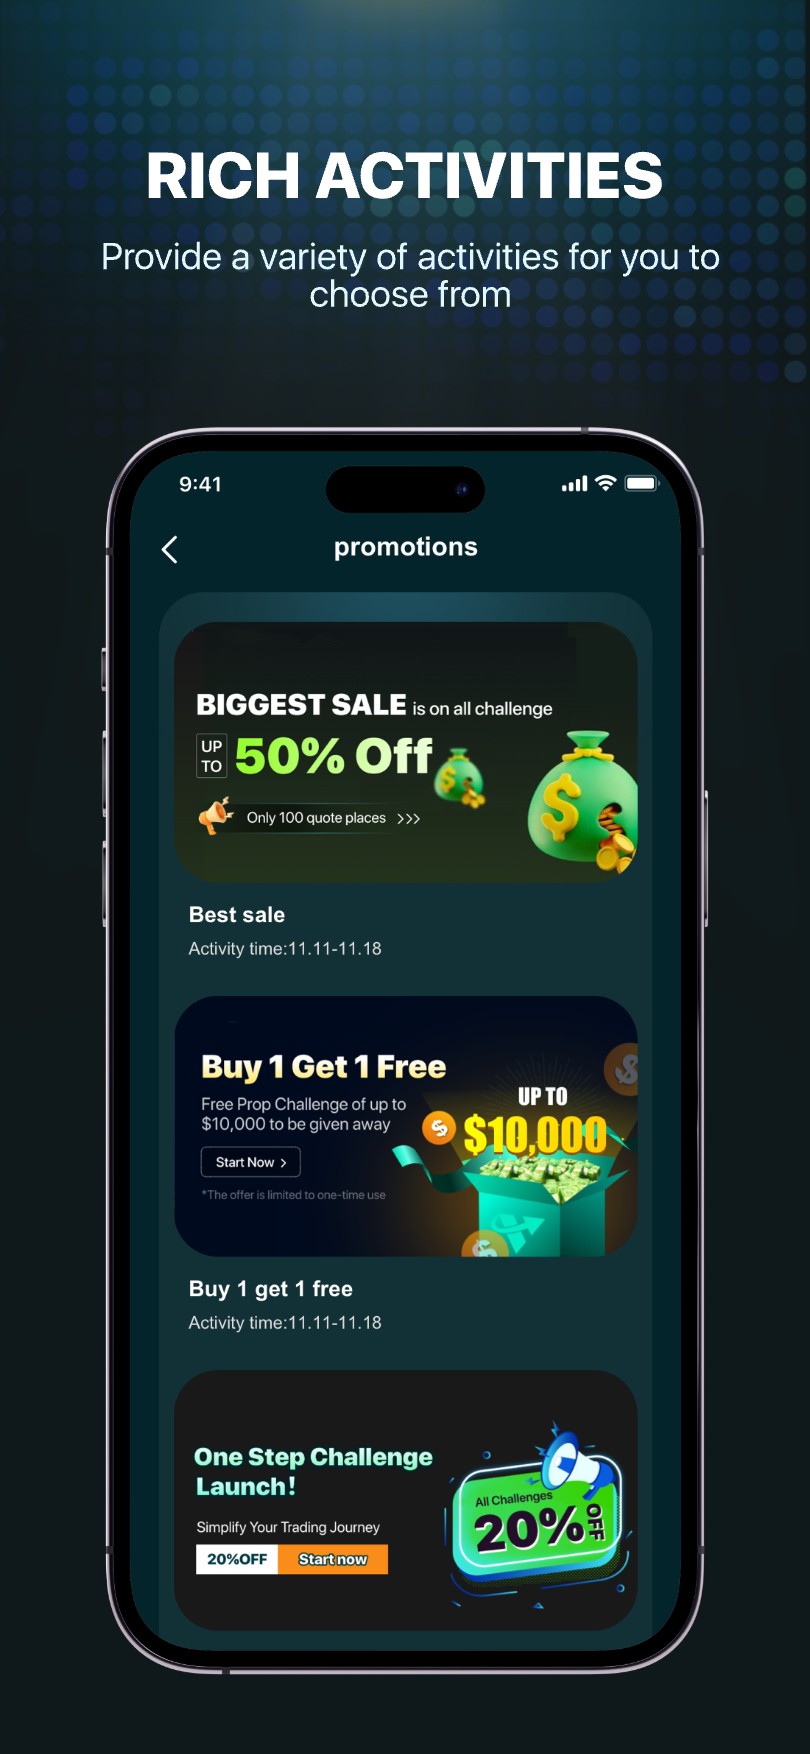 RICH ACTIVITIES
Provide a variety of activities for you to
choose from
9:41
promotions
BIGGEST SALE is on all challenge
UP TO 50% Off
Only 100 quote places >>>
Best sale
Activity time:11.11-11.18
Buy 1 Get 1 Free
Free Prop Challenge of up to
$10,000 to be given away
Start Now >
*The offer is limited to one-time use
UP TO
$10,000
Buy 1 get 1 free
Activity time:11.11-11.18
One Step Challenge
Launch!
Simplify Your Trading Journey
20%OFF Start now
All Challenges
20% OFF